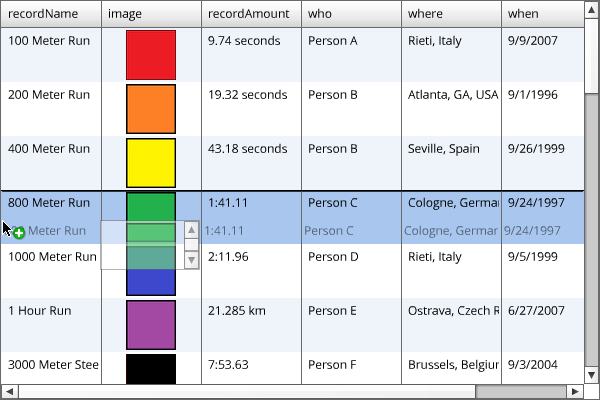 recordName image recordAmount who where when
100 Meter Run 9.74 seconds Person A Rieti, Italy 9/9/2007
200 Meter Run 19.32 seconds Person B Atlanta, GA, USA 9/1/1996
400 Meter Run 43.18 seconds Person B Seville, Spain 9/26/1999
800 Meter Run 1:41.11 Person C Cologne, Germa 9/24/1997
Meter Run 1:41.11 Person C Cologne, Germar 9/24/1997
1000 Meter Run 2:11.96 Person D Rieti, Italy 9/5/1999
1 Hour Run 21.285 km Person E Ostrava, Czech R 6/27/2007
3000 Meter Stee 7:53.63 Person F Brussels, Belgiur 9/3/2004